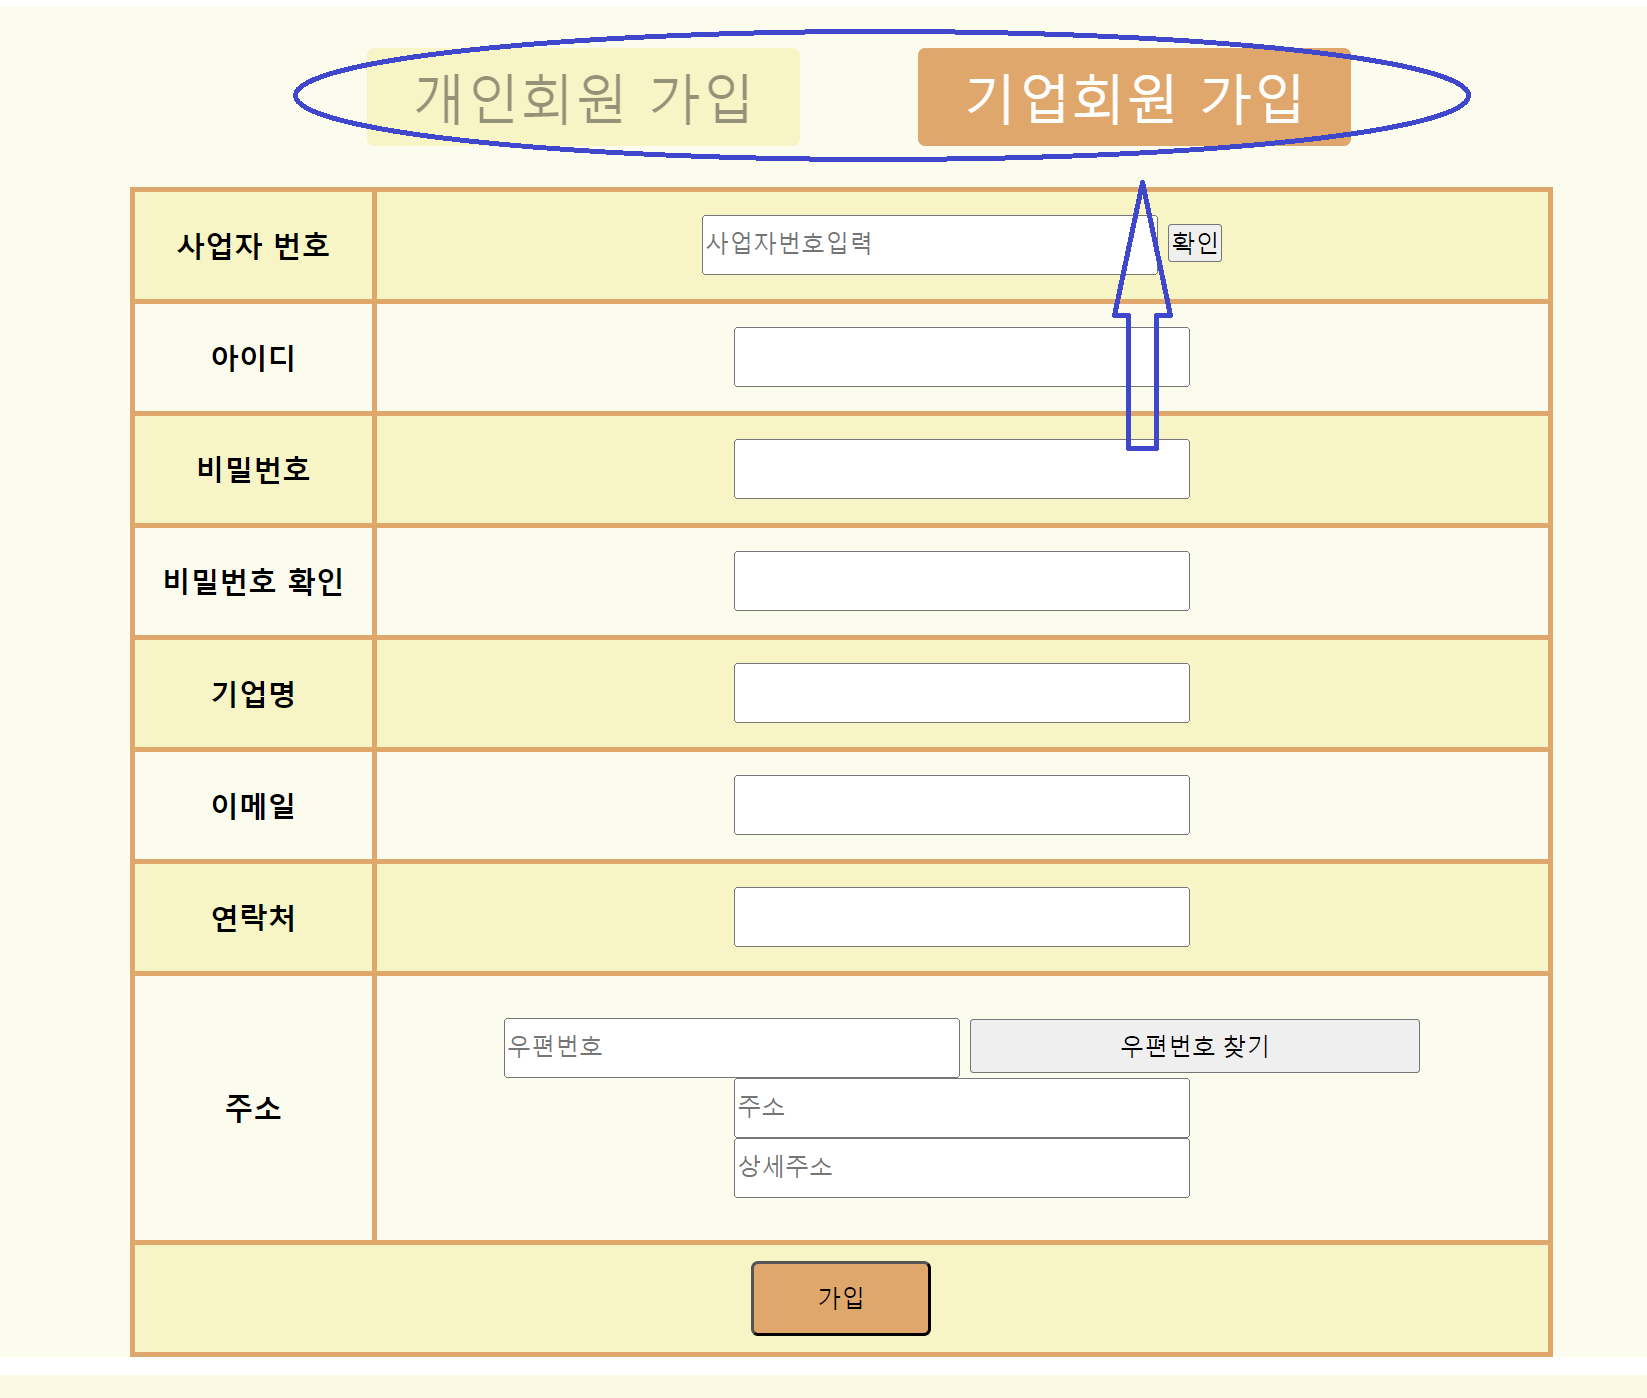 개인회원 가입 기업회원 가입
사업자 번호 사업자번호입력 확인
아이디
비밀번호
비밀번호 확인
기업명
이메일
연락처
주소 우편번호 우편번호 찾기
주소
상세주소
가입